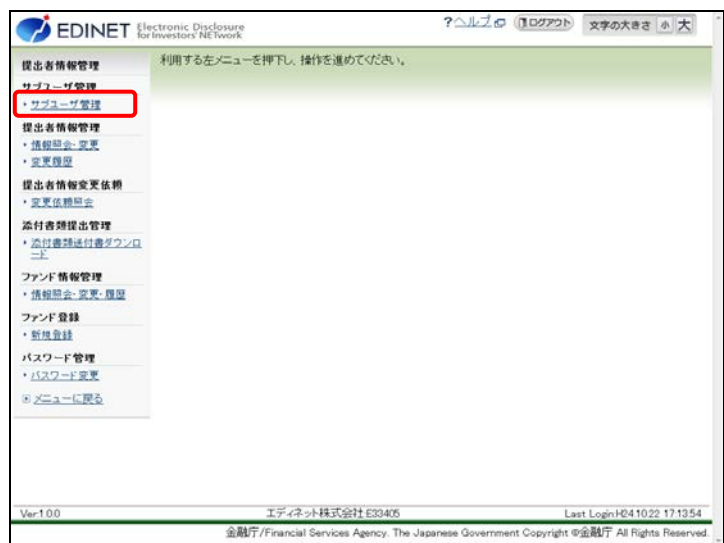 EDINET Electronic Disclosure for Investors' NETwork
?ヘルプ ログアウト 文字の大きさ 小 大
提出者情報管理
利用する左メニューを押下し、操作を進めてください。
サブユーザ管理
サブユーザ管理
提出者情報管理
情報照会・変更
変更履歴
提出者情報変更依頼
変更依頼照会
添付書類提出管理
添付書類送付書ダウンロ
ード
ファンド情報管理
情報照会・変更・履歴
ファンド登録
新規登録
パスワード管理
パスワード変更
メニューに戻る
Ver.1.0.0 エディネット株式会社:E33405 Last Login:H24.10.22 17:13:54
金融庁/Financial Services Agency. The Japanese Government Copyright ©金融庁 All Rights Reserved.